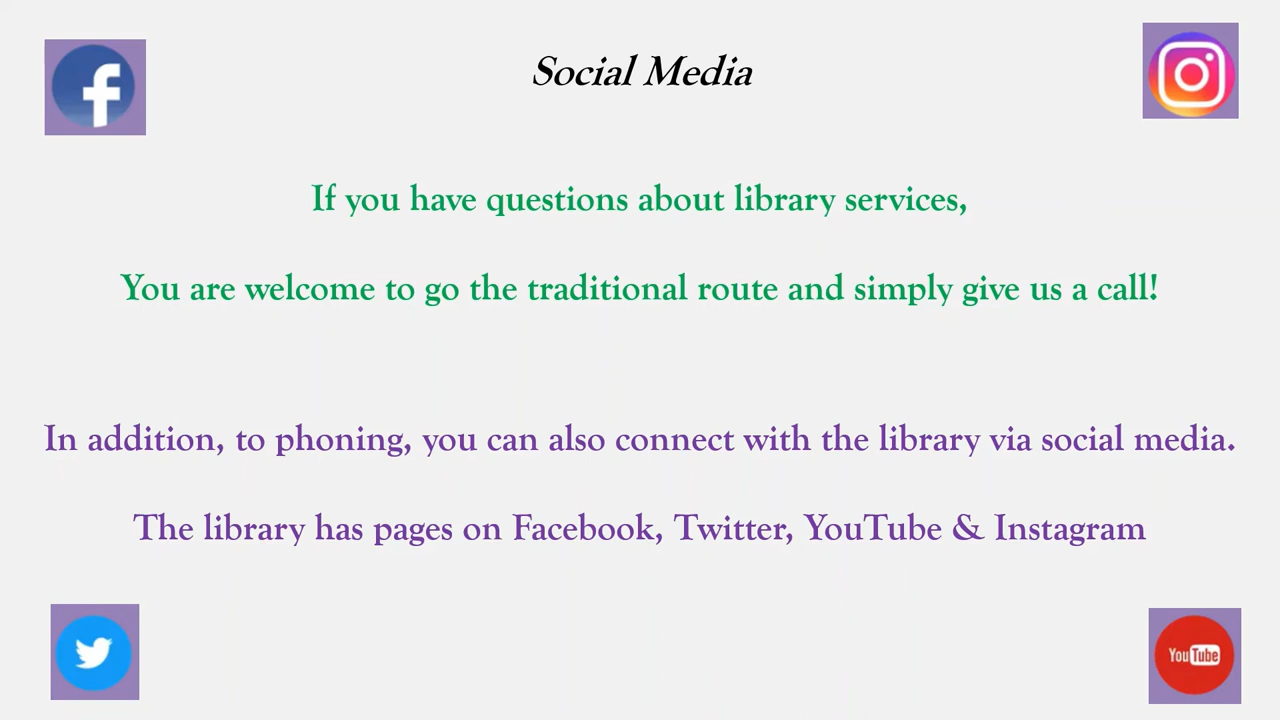 Social Media
If you have questions about library services,
You are welcome to go the traditional route and simply give us a call!
In addition, to phoning, you can also connect with the library via social media.
The library has pages on Facebook, Twitter, YouTube & Instagram
YouTube